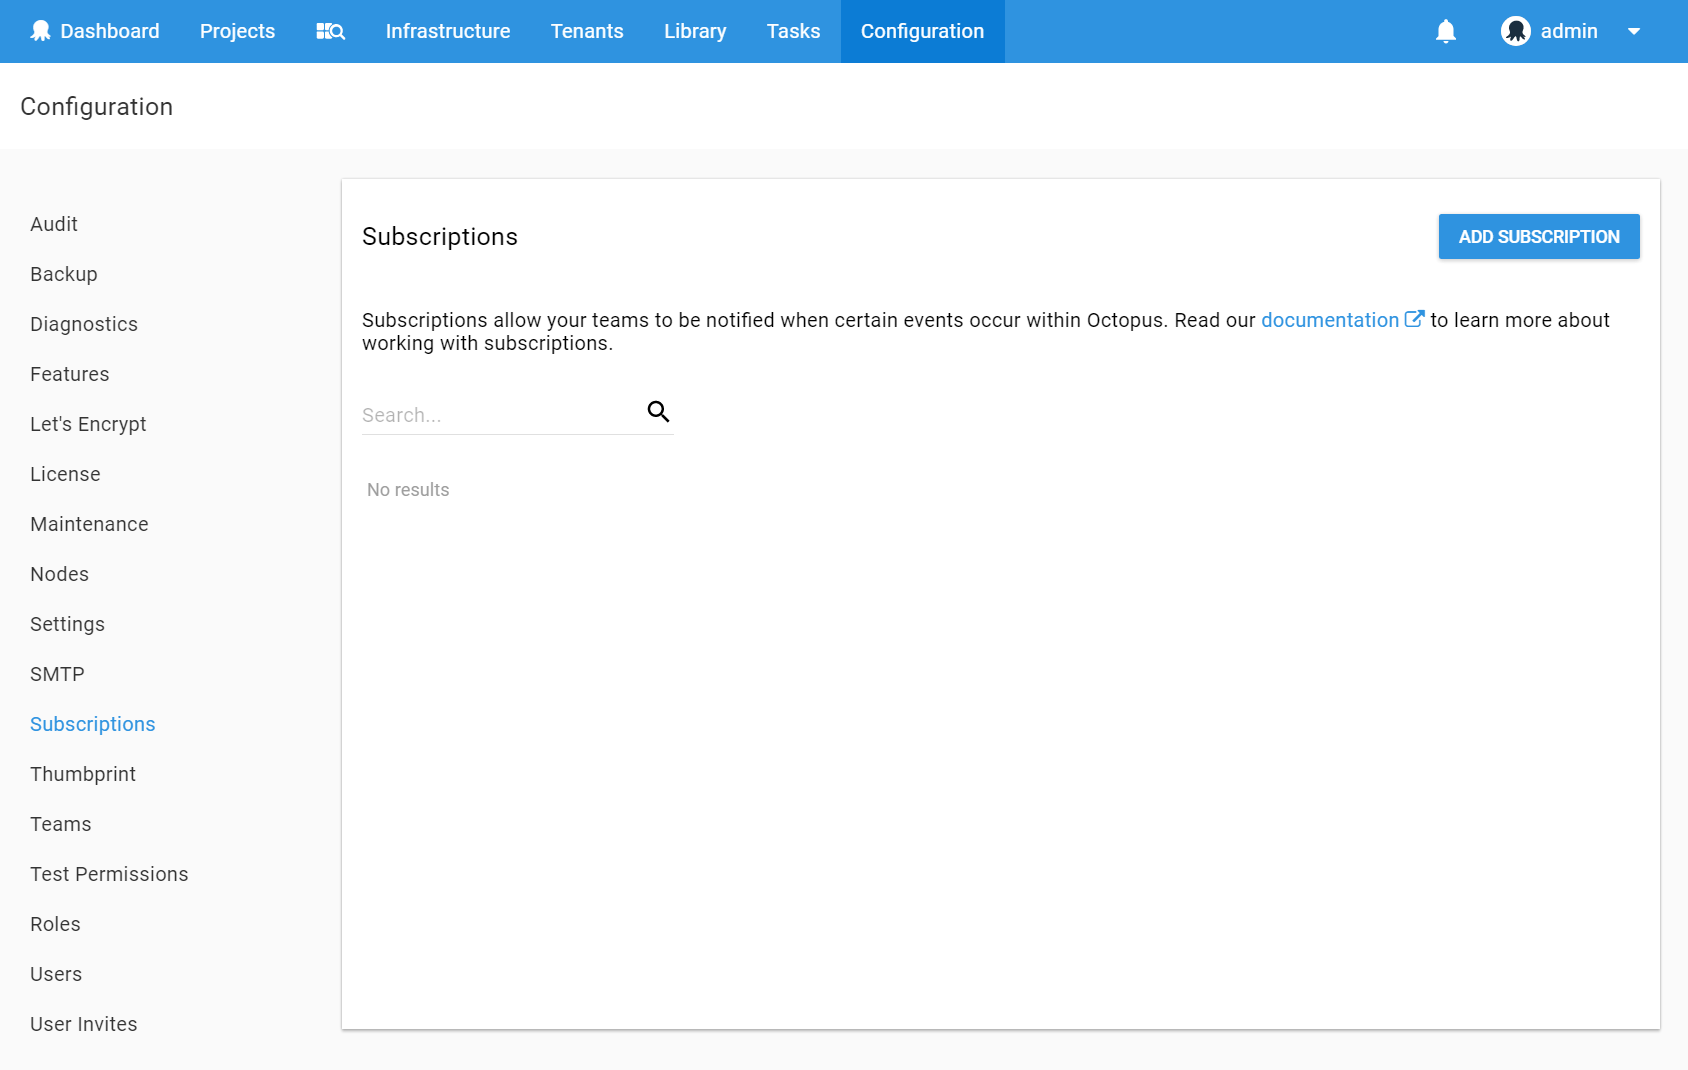 Dashboard Projects Infrastructure Tenants Library Tasks Configuration admin
Configuration
Audit
Backup
Diagnostics
Features
Let's Encrypt
License
Maintenance
Nodes
Settings
SMTP
Subscriptions
Thumbprint
Teams
Test Permissions
Roles
Users
User Invites
Subscriptions
ADD SUBSCRIPTION
Subscriptions allow your teams to be notified when certain events occur within Octopus. Read our documentation to learn more about
working with subscriptions.
Search...
No results